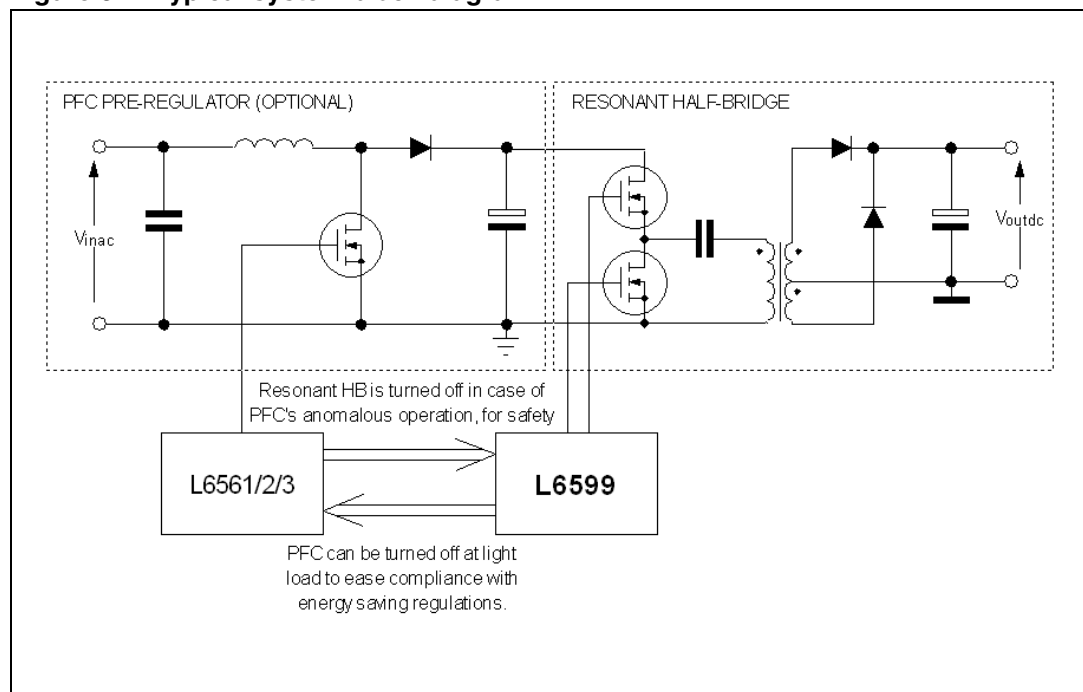 PFC PRE-REGULATOR (OPTIONAL)
RESONANT HALF-BRIDGE
Vinac
Voutdc
Resonant HB is turned off in case of
PFC's anomalous operation, for safety
L6561/2/3
L6599
PFC can be turned off at light
load to ease compliance with
energy saving regulations.